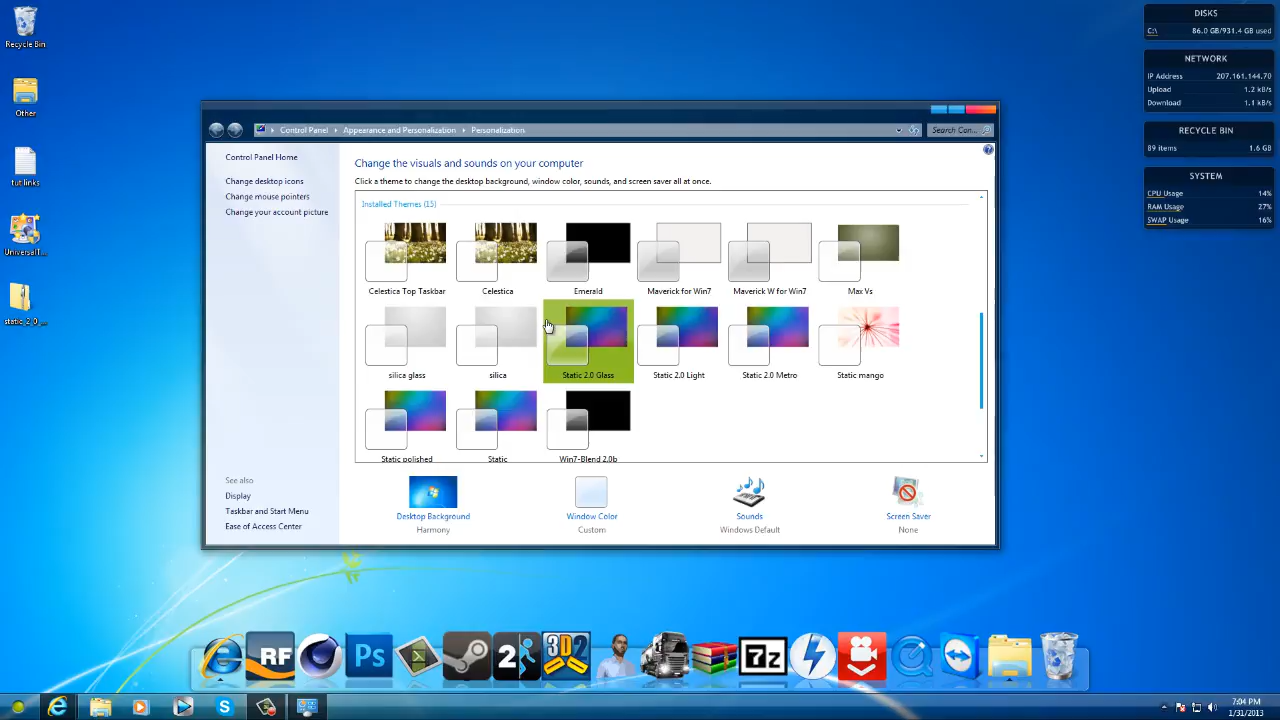 Recycle Bin
Other
tut links
UniversalT...
static_2_0_...
DISKS
C:\ 86.0 GB/931.4 GB used
NETWORK
IP Address 207.161.144.70
Upload 1.2 kB/s
Download 1.1 kB/s
RECYCLE BIN
89 items 1.6 GB
SYSTEM
CPU Usage 14%
RAM Usage 27%
SWAP Usage 16%
Control Panel Appearance and Personalization Personalization
Search Con...
Control Panel Home
Change desktop icons
Change mouse pointers
Change your account picture
See also
Display
Taskbar and Start Menu
Ease of Access Center
Change the visuals and sounds on your computer
Click a theme to change the desktop background, window color, sounds, and screen saver all at once.
Installed Themes (15)
Celestica Top Taskbar Celestica Emerald Maverick for Win7 Maverick W for Win7 Max Vs
silica glass silica Static 2.0 Glass Static 2.0 Light Static 2.0 Metro Static mango
Static polished Static Win7-Blend 2.0b
Desktop Background Window Color Sounds Screen Saver
Harmony Custom Windows Default None
RF Ps 2 3D2 7z
7:04 PM
1/31/2013